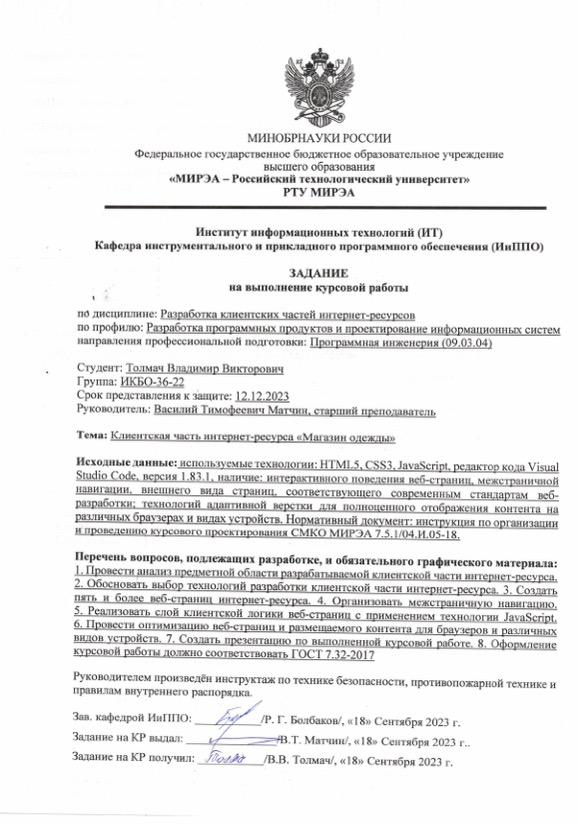 МИНОБРНАУКИ РОССИИ
Федеральное государственное бюджетное образовательное учреждение
высшего образования
«МИРЭА – Российский технологический университет»
РТУ МИРЭА
Институт информационных технологий (ИТ)
Кафедра инструментального и прикладного программного обеспечения (ИиППО)
ЗАДАНИЕ
на выполнение курсовой работы
по дисциплине: Разработка клиентских частей интернет-ресурсов
по профилю: Разработка программных продуктов и проектирование информационных систем
направления профессиональной подготовки: Программная инженерия (09.03.04)
Студент: Толмач Владимир Викторович
Группа: ИКБО-36-22
Срок представления к защите: 12.12.2023
Руководитель: Василий Тимофеевич Матчин, старший преподаватель
Тема: Клиентская часть интернет-ресурса «Магазин одежды»
Исходные данные: используемые технологии: HTML5, CSS3, JavaScript, редактор кода Visual
Studio Code, версия 1.83.1, наличие: интерактивного поведения веб-страниц, межстраничной
навигации, внешнего вида страниц, соответствующего современным стандартам веб-
разработки; технологий адаптивной верстки для полноценного отображения контента на
различных браузерах и видах устройств. Нормативный документ: инструкция по организации
и проведению курсового проектирования СМКО МИРЭА 7.5.1/04.И.05-18.
Перечень вопросов, подлежащих разработке, и обязательного графического материала:
1. Провести анализ предметной области разрабатываемой клиентской части интернет-ресурса.
2. Обосновать выбор технологий разработки клиентской части интернет-ресурса. 3. Создать
пять и более веб-страниц интернет-ресурса. 4. Организовать межстраничную навигацию.
5. Реализовать слой клиентской логики веб-страниц с применением технологии JavaScript.
6. Провести оптимизацию веб-страниц и размещаемого контента для браузеров и различных
видов устройств. 7. Создать презентацию по выполненной курсовой работе. 8. Оформление
курсовой работы должно соответствовать ГОСТ 7.32-2017
Руководителем произведён инструктаж по технике безопасности, противопожарной технике и
правилам внутреннего распорядка.
Зав. кафедрой ИиППО: /Р. Г. Болбаков/, «18» Сентября 2023 г.
Задание на КР выдал: /В.Т. Матчин/, «18» Сентября 2023 г..
Задание на КР получил: /В.В. Толмач/, «18» Сентября 2023 г.